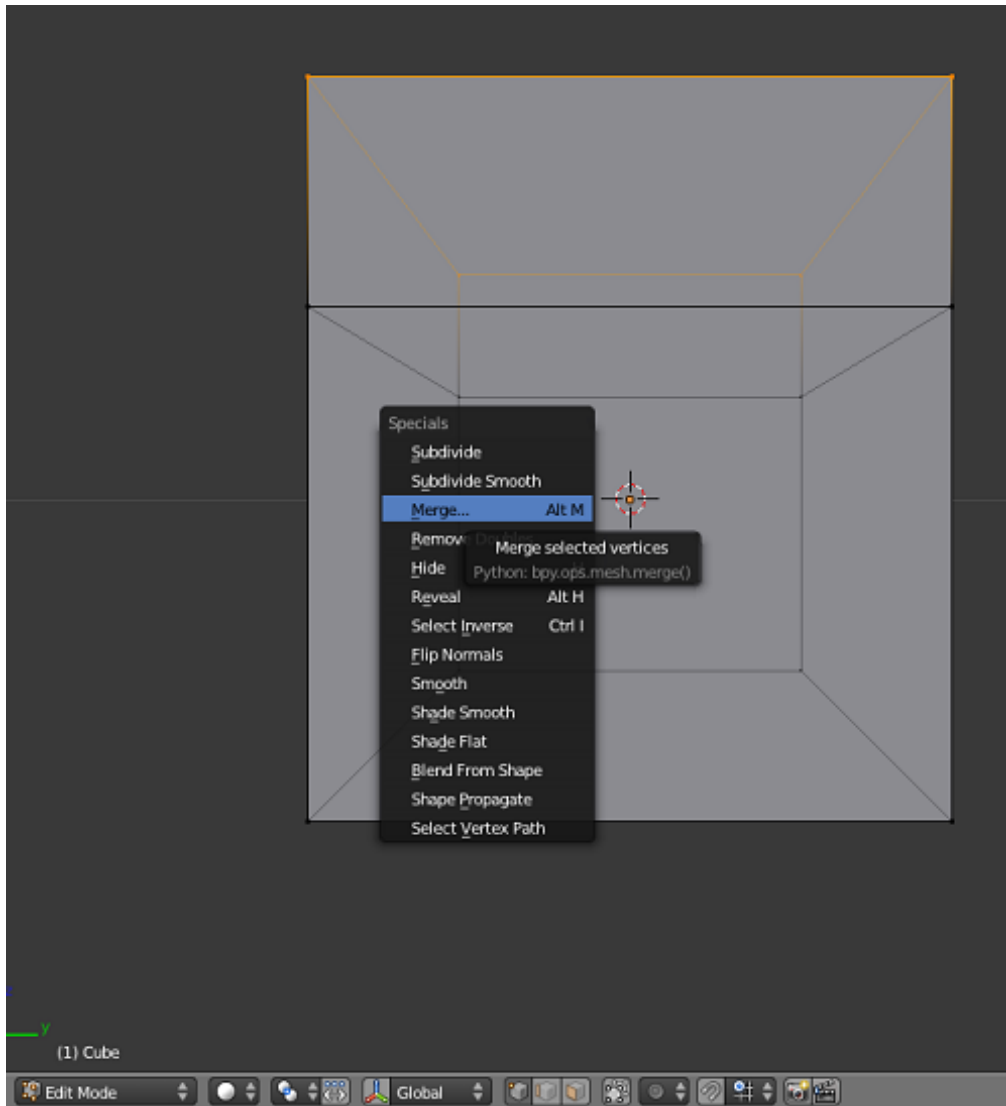 Specials
Subdivide
Subdivide Smooth
Merge... Alt M
Remove Doubles
Merge selected vertices
Python: bpy.ops.mesh.merge()
Hide
Reveal Alt H
Select Inverse Ctrl I
Flip Normals
Smooth
Shade Smooth
Shade Flat
Blend From Shape
Shape Propagate
Select Vertex Path
y
(1) Cube
Edit Mode Global